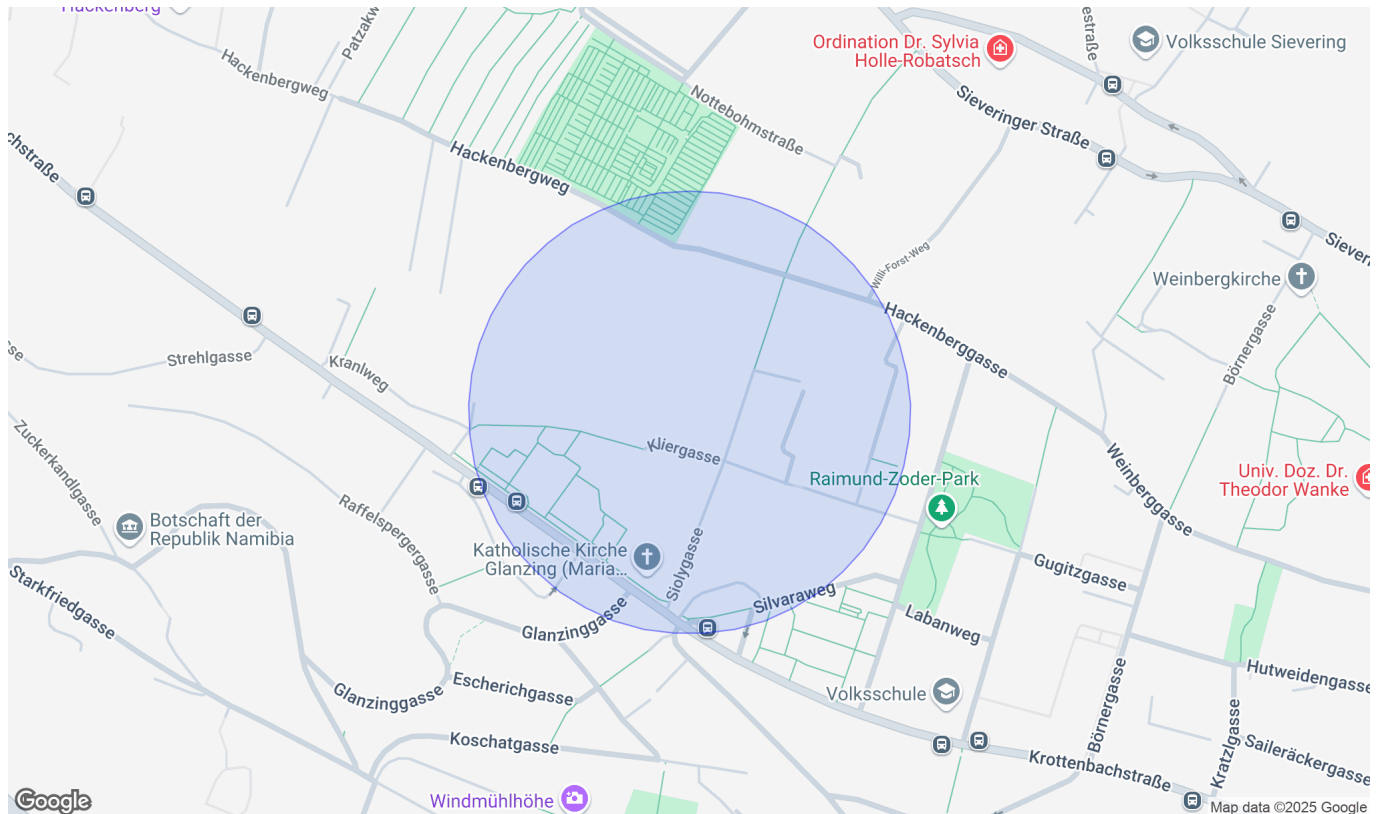 Hackenberg
Patzakw
Hackenbergweg
Ordination Dr. Sylvia
Holle-Robatsch
estraße
Volksschule Sievering
Nottebohmstraße
Sieveringer Straße
chstraße
Hackenbergweg
Willi-Forst-Weg
Weinbergkirche
Sieveri
Hackenberggasse
Börnergasse
sse
Strehlgasse
Kranlweg
Zuckerkandlgasse
Kliergasse
Weinberggasse
Raimund-Zoder-Park
Univ. Doz. Dr.
Theodor Wanke
Raffelspergergasse
Botschaft der
Republik Namibia
Katholische Kirche
Glanzing (Maria...
Siolygasse
Gugitzgasse
Starkfriedgasse
Silvaraweg
Labanweg
Glanzinggasse
Hutweidengasse
Glanzinggasse
Escherichgasse
Volksschule
Börnergasse
Kratzlgasse
Koschatgasse
Saileräckergasse
Krottenbachstraße
Windmühlhöhe
Google
Map data ©2025 Google